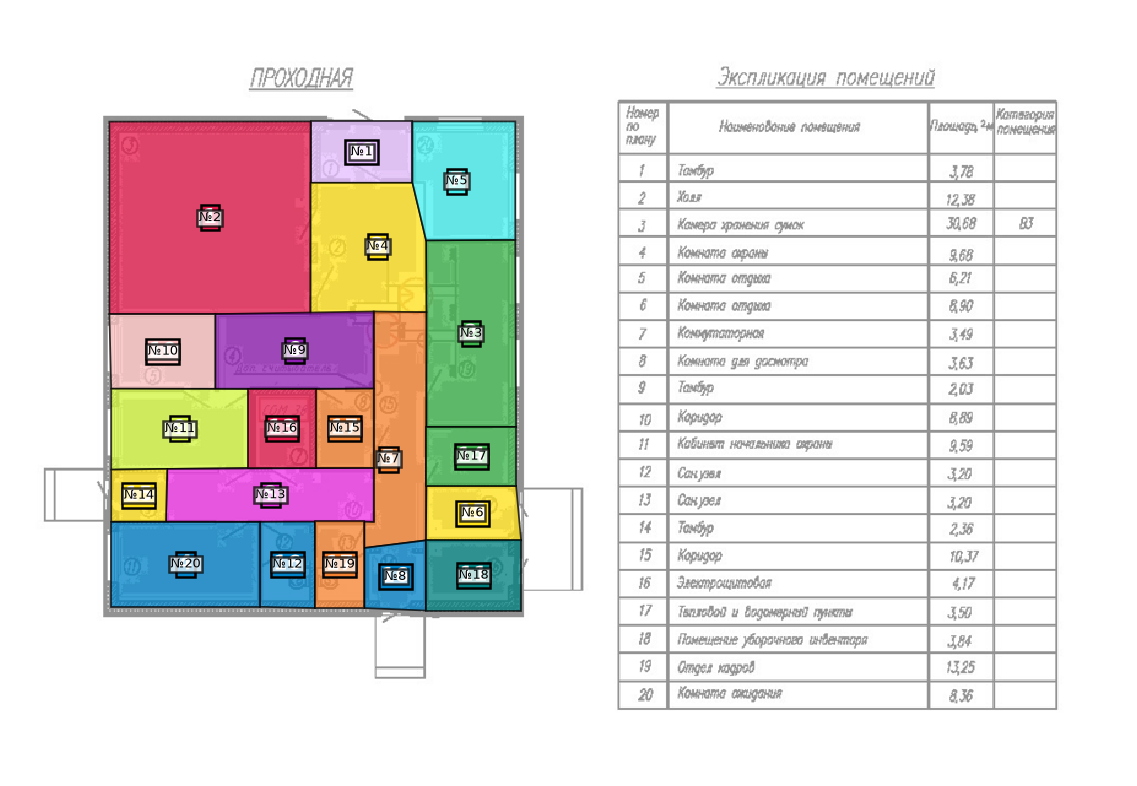 ПРОХОДНАЯ
№1
№2
№5
№4
№3
№10
№9
№11
№16
№15
№7
№17
№14
№13
№6
№20
№12
№19
№8
№18
Экспликация помещений
Номер по плану Наименование помещения Площадь, м² Категория помещения
1 Тамбур 3,78
2 Холл 12,38
3 Камера хранения сумок 30,68 В3
4 Комната охраны 9,68
5 Комната отдыха 6,21
6 Комната отдыха 8,90
7 Коммутаторная 3,49
8 Комната для досмотра 3,63
9 Тамбур 2,03
10 Коридор 8,89
11 Кабинет начальника охраны 9,59
12 Сан.узел 3,20
13 Сан.узел 3,20
14 Тамбур 2,36
15 Коридор 10,37
16 Электрощитовая 4,17
17 Тепловой и водомерный пункты 3,50
18 Помещение уборочного инвентаря 3,84
19 Отдел кадров 13,25
20 Комната ожидания 8,36